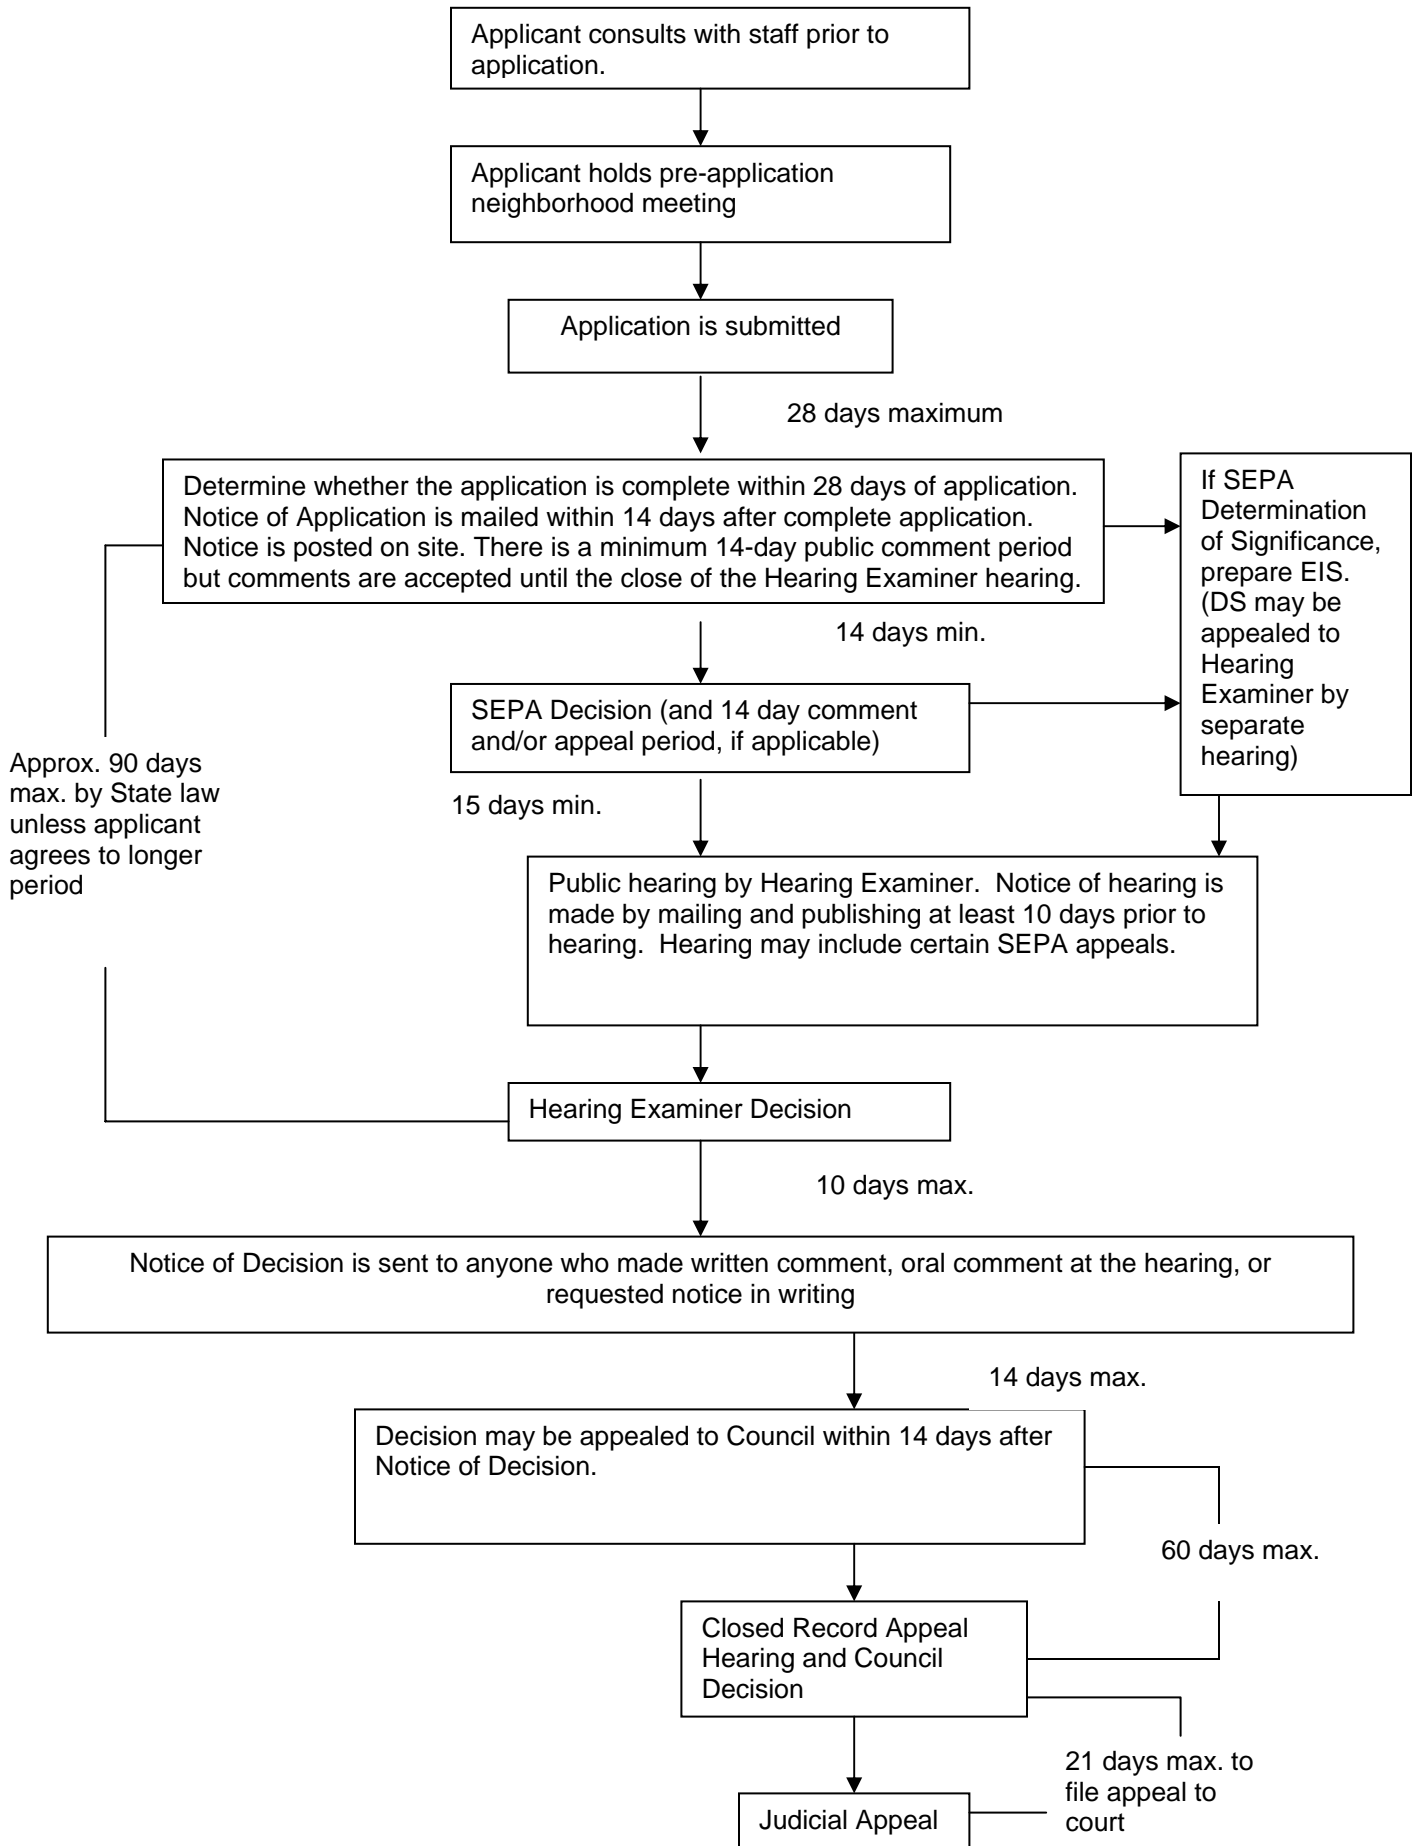 Applicant consults with staff prior to
application.
Applicant holds pre-application
neighborhood meeting
Application is submitted
28 days maximum
Determine whether the application is complete within 28 days of application.
Notice of Application is mailed within 14 days after complete application.
Notice is posted on site. There is a minimum 14-day public comment period
but comments are accepted until the close of the Hearing Examiner hearing.
If SEPA
Determination
of Significance,
prepare EIS.
(DS may be
appealed to
Hearing
Examiner by
separate
hearing)
14 days min.
SEPA Decision (and 14 day comment
and/or appeal period, if applicable)
Approx. 90 days
max. by State law
unless applicant
agrees to longer
period
15 days min.
Public hearing by Hearing Examiner.  Notice of hearing is
made by mailing and publishing at least 10 days prior to
hearing.  Hearing may include certain SEPA appeals.
Hearing Examiner Decision
10 days max.
Notice of Decision is sent to anyone who made written comment, oral comment at the hearing, or
requested notice in writing
14 days max.
Decision may be appealed to Council within 14 days after
Notice of Decision.
60 days max.
Closed Record Appeal
Hearing and Council
Decision
21 days max. to
file appeal to
court
Judicial Appeal